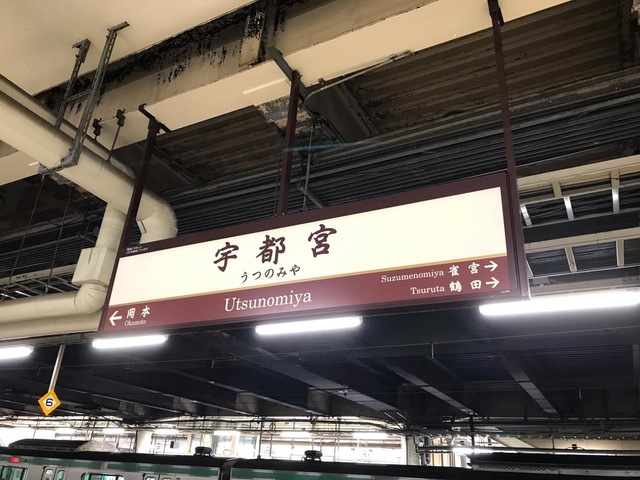 宇都宮
うつのみや
Utsunomiya
← 岡本
Okamoto
Suzumenomiya 雀宮 →
Tsuruta 鶴田 →
6